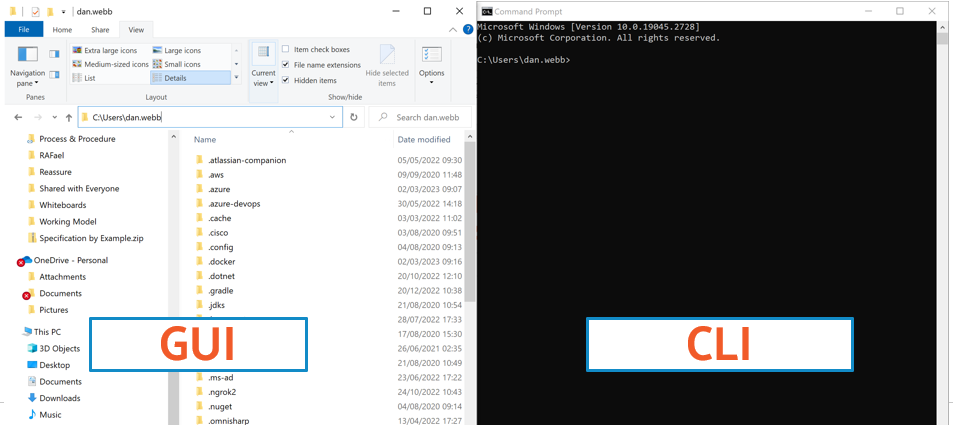 dan.webb
File Home Share View
Navigation pane
Extra large icons
Large icons
Medium-sized icons
Small icons
List
Details
Current view
Item check boxes
File name extensions
Hidden items
Hide selected items
Options
Panes
Layout
Show/hide
C:\Users\dan.webb
Search dan.webb
Process & Procedure
RAFael
Reassure
Shared with Everyone
Whiteboards
Working Model
Specification by Example.zip
OneDrive - Personal
Attachments
Documents
Pictures
This PC
3D Objects
Desktop
Documents
Downloads
Music
Name Date modified
.atlassian-companion 05/05/2022 09:30
.aws 09/09/2020 11:48
.azure 02/03/2023 09:07
.azure-devops 30/05/2022 14:18
.cache 03/03/2022 11:02
.cisco 03/08/2020 09:51
.config 04/08/2020 09:13
.docker 02/03/2023 09:16
.dotnet 20/12/2022 12:10
.gradle 20/12/2022 10:38
.jdks 21/08/2020 10:54
28/07/2022 17:33
17/08/2020 15:30
26/06/2021 02:35
21/08/2020 10:49
.ms-ad 23/06/2022 17:22
.ngrok2 24/10/2022 10:43
.nuget 04/08/2020 09:14
.omnisharp 13/04/2022 17:27
GUI
Command Prompt
Microsoft Windows [Version 10.0.19045.2728]
(c) Microsoft Corporation. All rights reserved.
C:\Users\dan.webb>
CLI